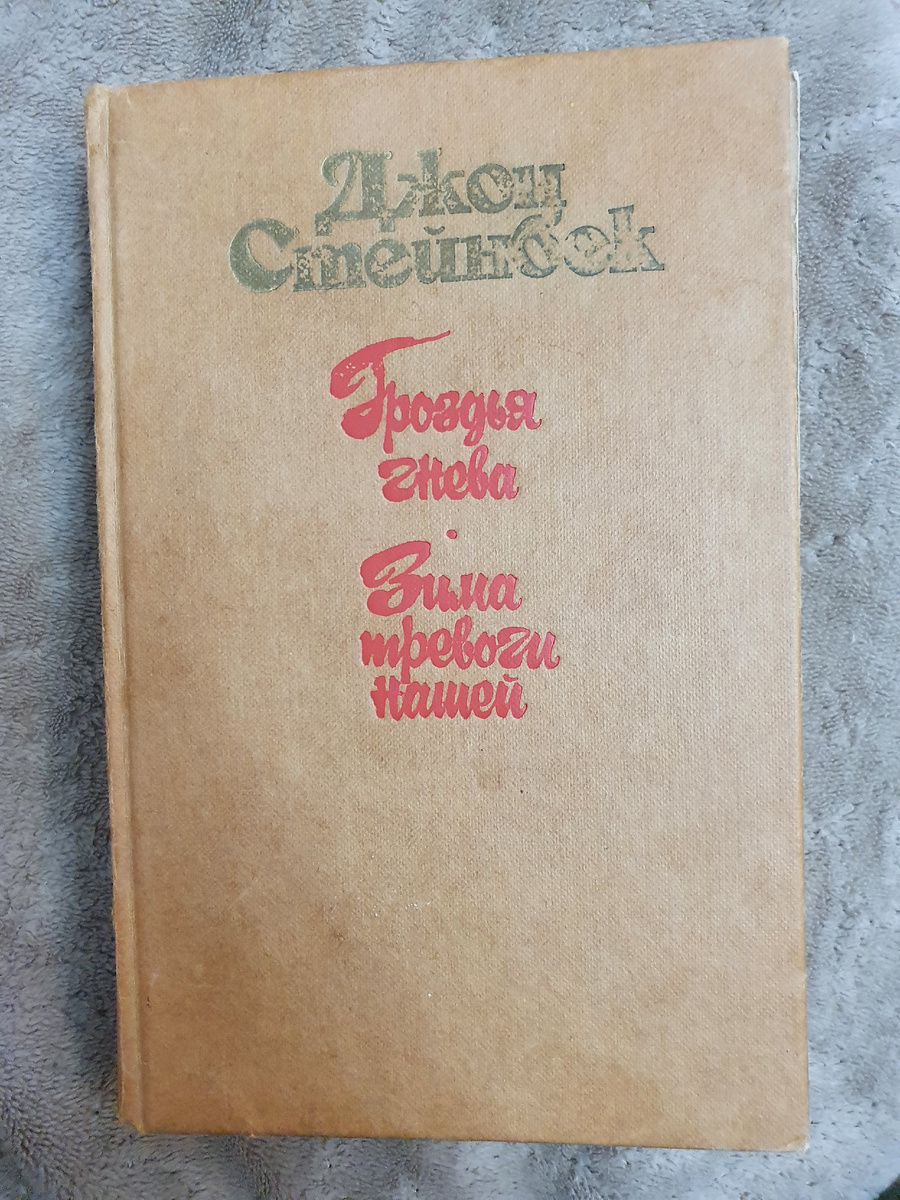 Джон
Стейнбек
Гроздья
гнева
·
Зима
тревоги
нашей